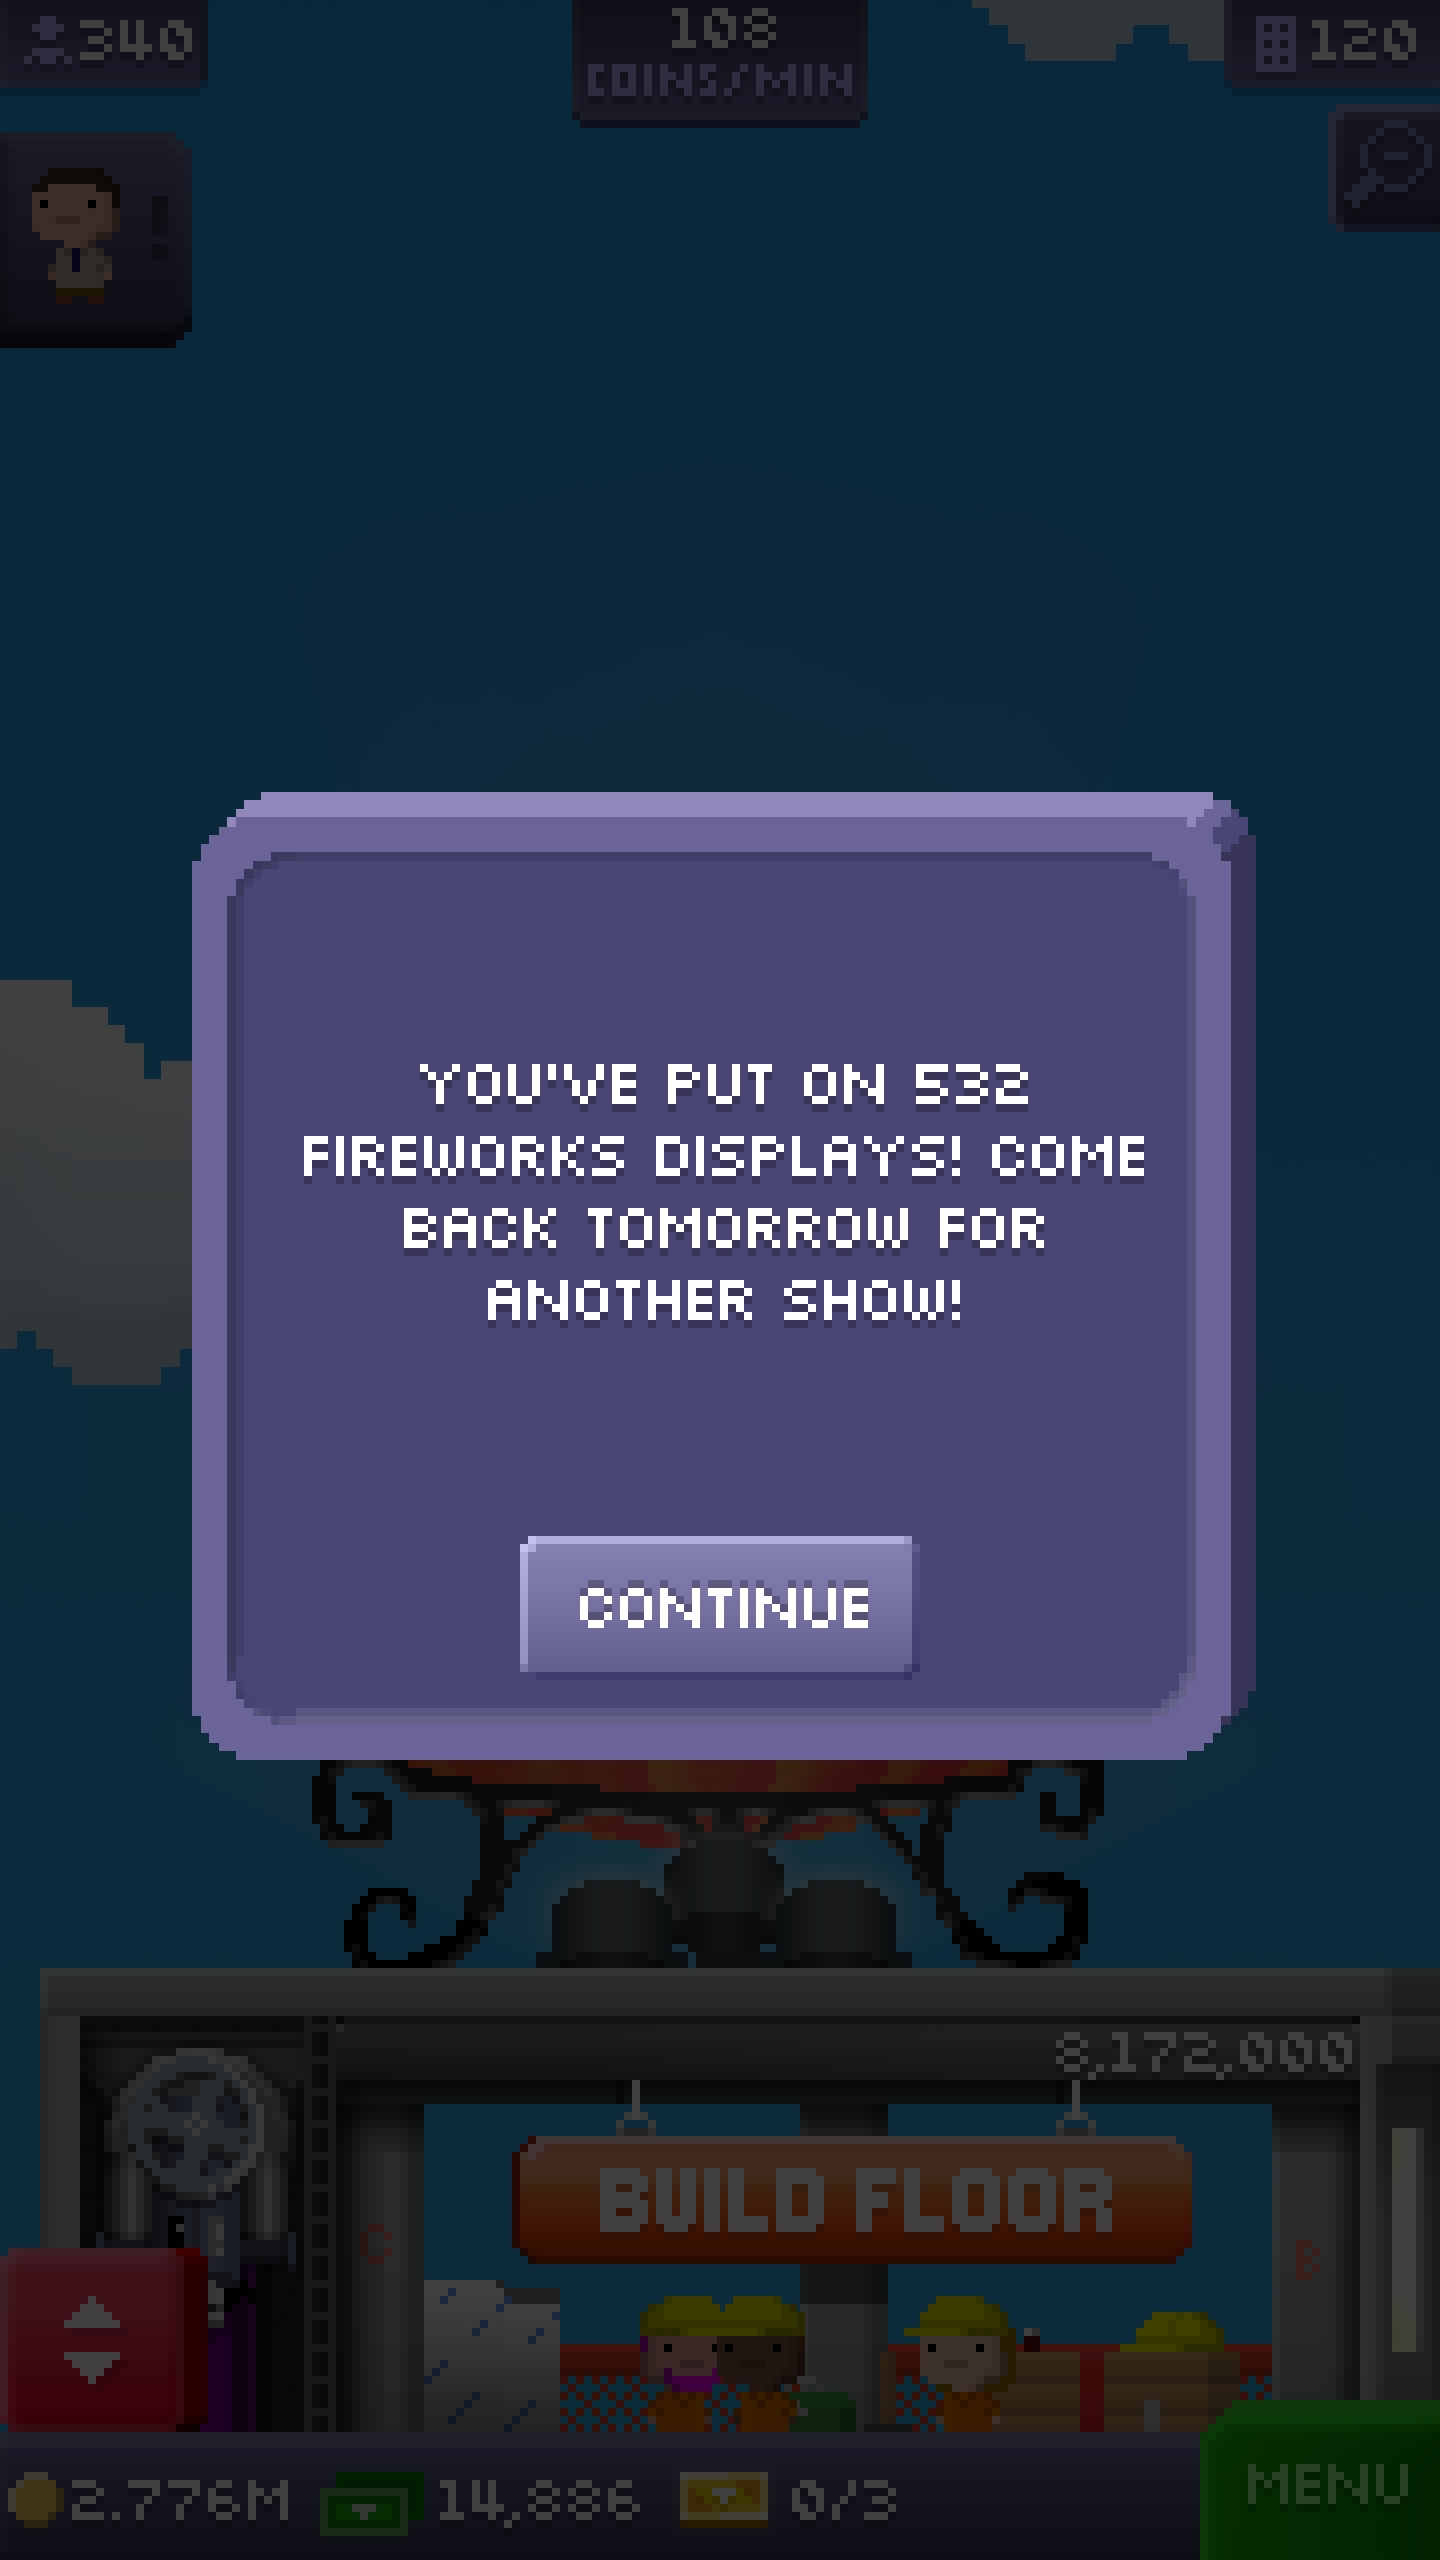 340
108
COINS/MIN
120
!
YOU'VE PUT ON 532
FIREWORKS DISPLAYS! COME
BACK TOMORROW FOR
ANOTHER SHOW!
CONTINUE
8,172,000
BUILD FLOOR
C
B
2.776M
14,886
0/3
MENU